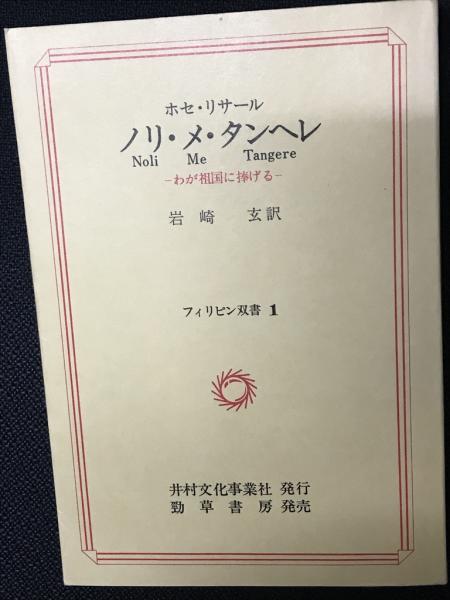 ホセ・リサール
ノリ・メ・タンヘレ
Noli Me Tangere
－わが祖国に捧げる－
岩崎 玄訳
フィリピン双書 1
井村文化事業社 発行
勁草書房 発売